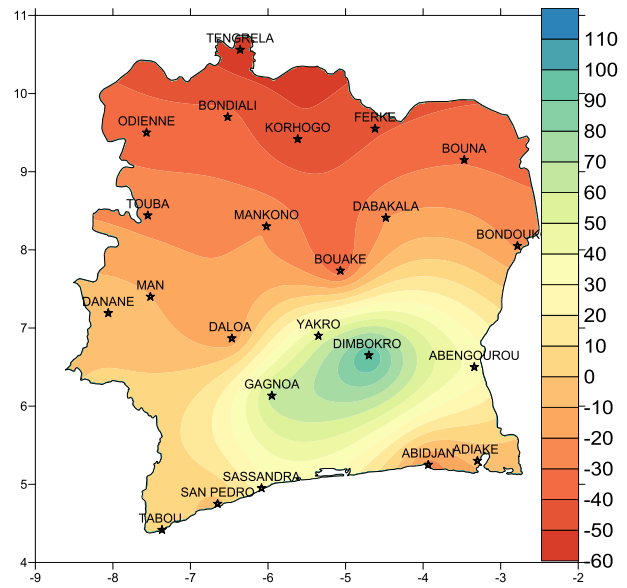 11
TENGRELA
110
10
100
BONDIALI
FERKE
90
ODIENNE
KORHOGO
80
BOUNA
70
9
60
TOUBA
DABAKALA
MANKONO
50
BONDOUK
40
8
BOUAKE
30
MAN
20
DANANE
YAKRO
DALOA
7
10
DIMBOKRO
ABENGOUROU
0
GAGNOA
-10
6
-20
ABIDJAN ADIAKE
-30
SASSANDRA
5
SAN PEDRO
-40
TABOU
-50
4
-60
-9 -8 -7 -6 -5 -4 -3 -2